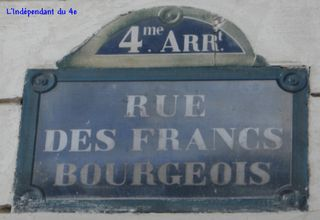 L'Indépendant du 4e
4me. ARRt
RUE
DES FRANCS
BOURGEOIS